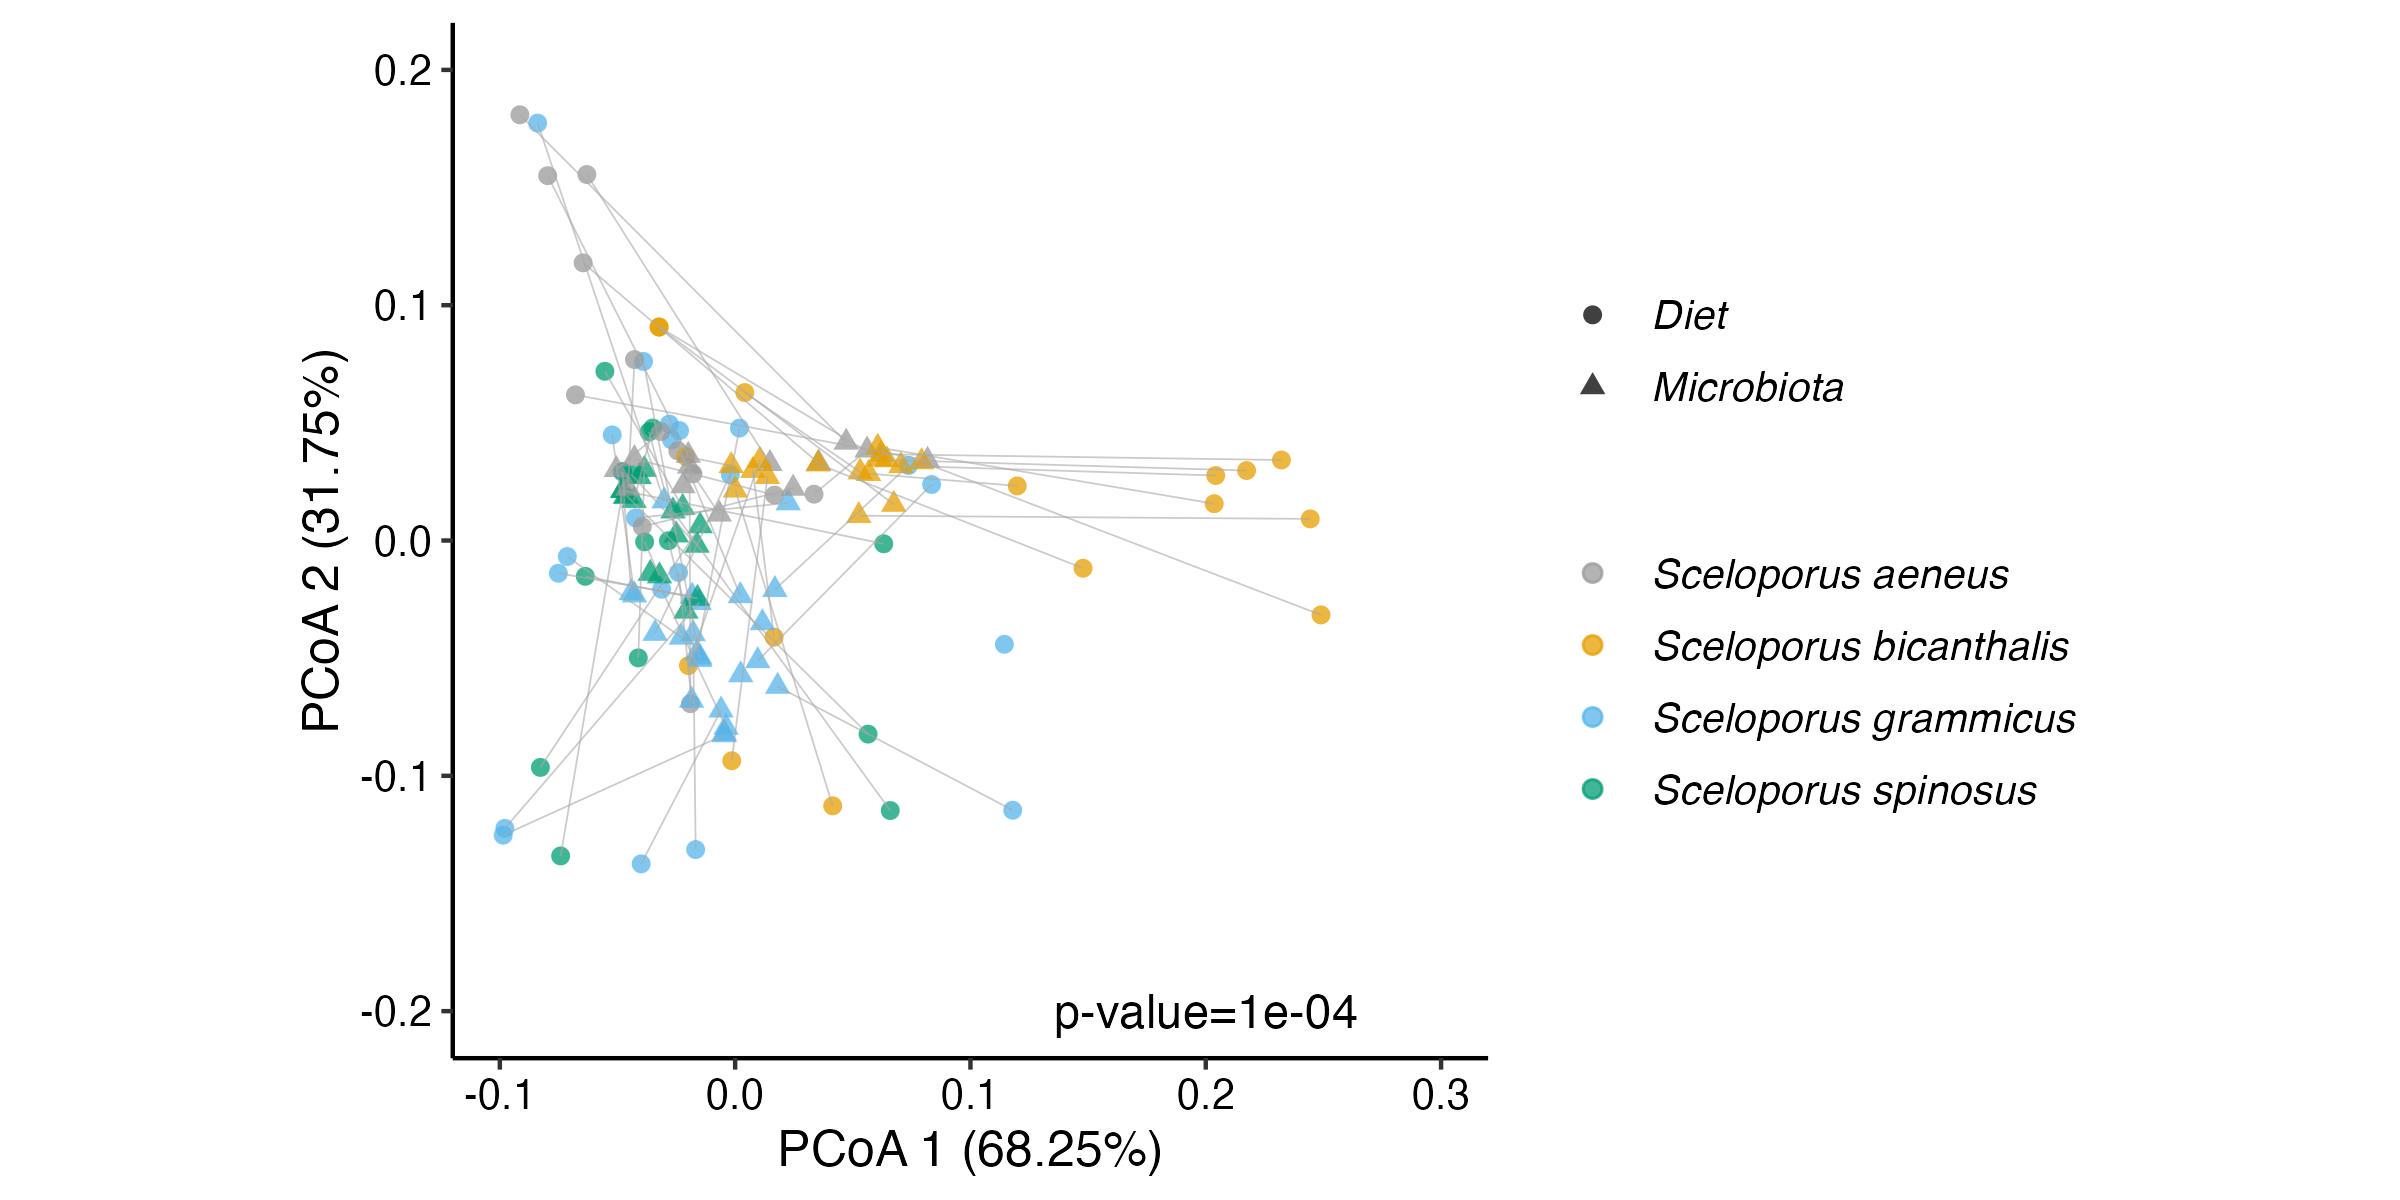 0.2
0.1
0.0
-0.1
-0.2
PCoA 2 (31.75%)
p-value=1e-04
-0.1
0.0
0.1
0.2
0.3
PCoA 1 (68.25%)
Diet
Microbiota
Sceloporus aeneus
Sceloporus bicanthalis
Sceloporus grammicus
Sceloporus spinosus